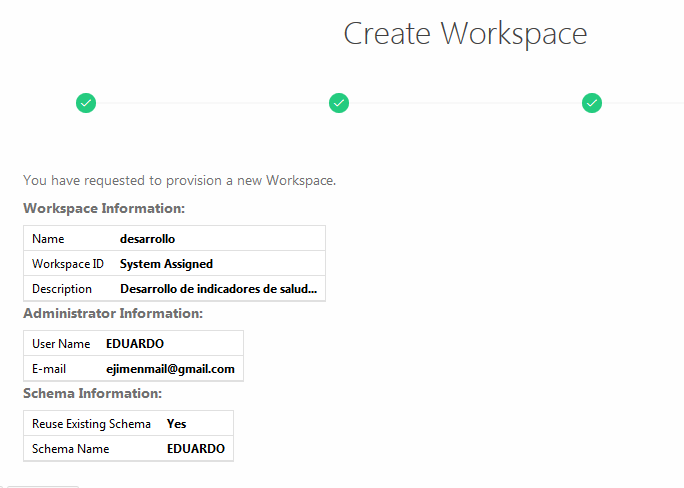 Create Workspace
You have requested to provision a new Workspace.
Workspace Information:
Name desarrollo
Workspace ID System Assigned
Description Desarrollo de indicadores de salud...
Administrator Information:
User Name EDUARDO
E-mail ejimenmail@gmail.com
Schema Information:
Reuse Existing Schema Yes
Schema Name EDUARDO